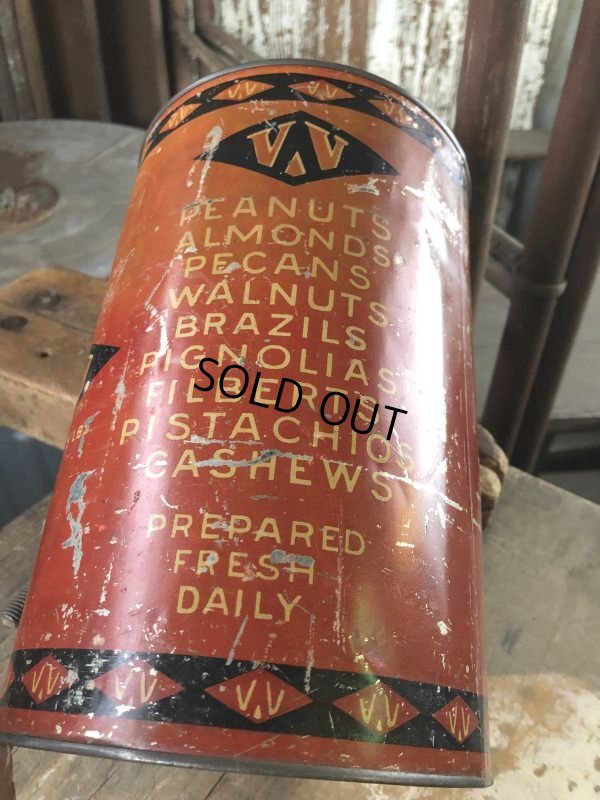 W
PEANUTS
ALMONDS
PECANS
WALNUTS
BRAZILS
PIGNOLIAS
FILBERTS
PISTACHIOS
CASHEWS
SOLD OUT
PREPARED
FRESH
DAILY
W W W W W